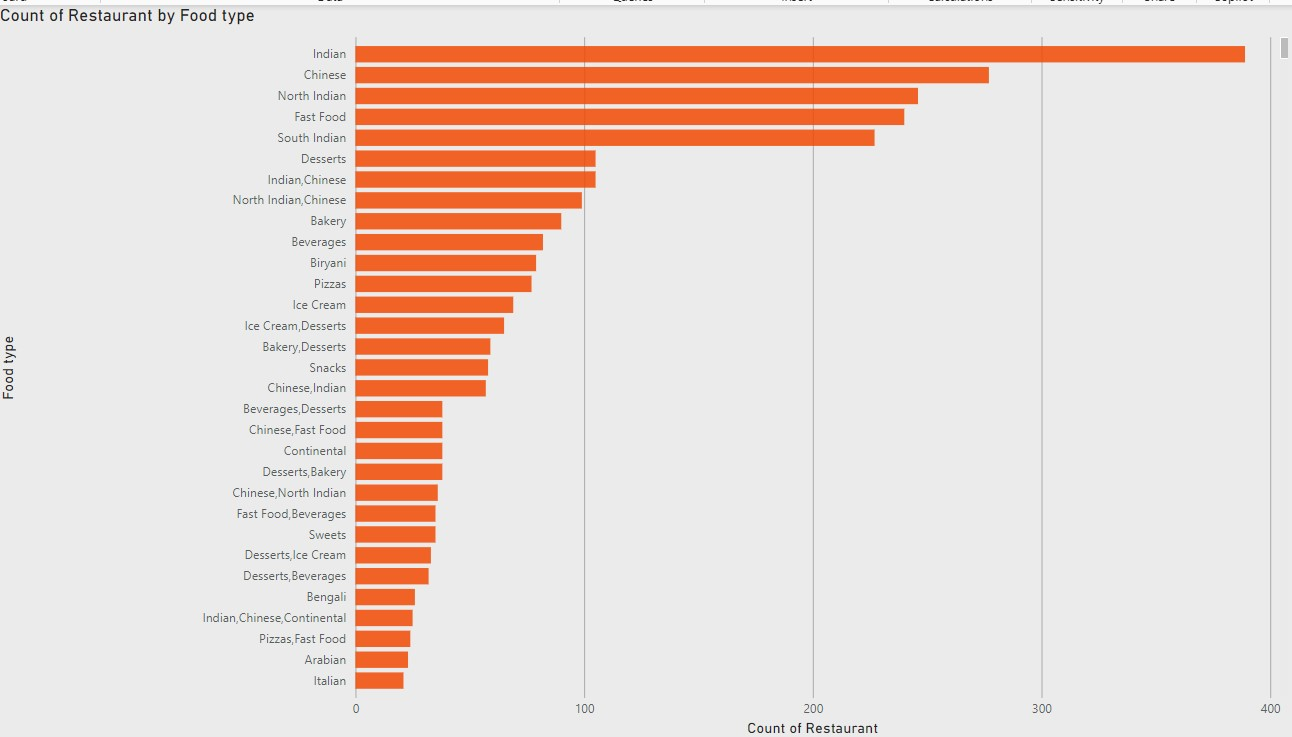 Count of Restaurant by Food type
Indian
Chinese
North Indian
Fast Food
South Indian
Desserts
Indian,Chinese
North Indian,Chinese
Bakery
Beverages
Biryani
Pizzas
Ice Cream
Ice Cream,Desserts
Bakery,Desserts
Snacks
Chinese,Indian
Beverages,Desserts
Chinese,Fast Food
Continental
Desserts,Bakery
Chinese,North Indian
Fast Food,Beverages
Sweets
Desserts,Ice Cream
Desserts,Beverages
Bengali
Indian,Chinese,Continental
Pizzas,Fast Food
Arabian
Italian
Food type
0 100 200 300 400
Count of Restaurant